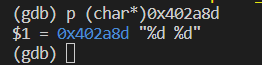 (gdb) p (char*)0x402a8d
$1 = 0x402a8d "%d %d"
(gdb)